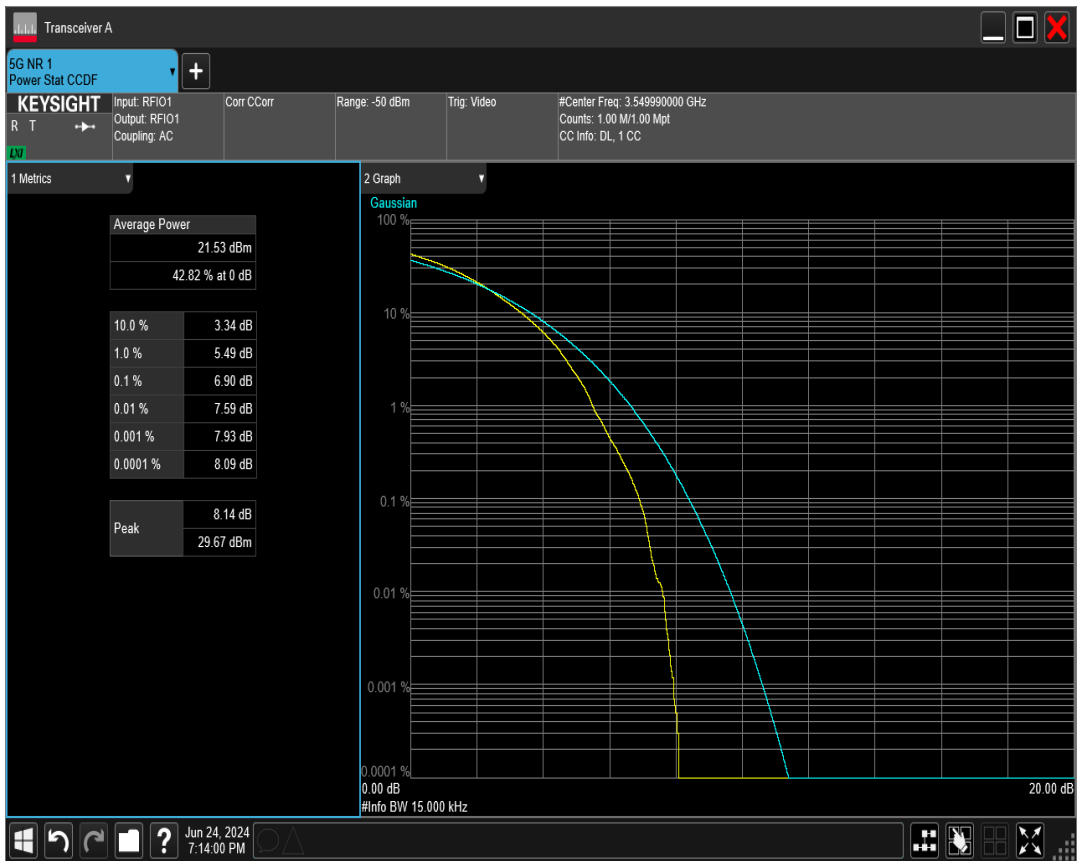 Transceiver A
5G NR 1
Power Stat CCDF
KEYSIGHT
R T
LXI
Input: RFIO1
Output: RFIO1
Coupling: AC
Corr CCorr
Range: -50 dBm
Trig: Video
#Center Freq: 3.549990000 GHz
Counts: 1.00 M/1.00 Mpt
CC Info: DL, 1 CC
1 Metrics
Average Power
21.53 dBm
42.82 % at 0 dB
10.0 % 3.34 dB
1.0 % 5.49 dB
0.1 % 6.90 dB
0.01 % 7.59 dB
0.001 % 7.93 dB
0.0001 % 8.09 dB
Peak 8.14 dB
29.67 dBm
2 Graph
Gaussian
100 %
10 %
1 %
0.1 %
0.01 %
0.001 %
0.0001 %
0.00 dB 20.00 dB
#Info BW 15.000 kHz
Jun 24, 2024
7:14:00 PM